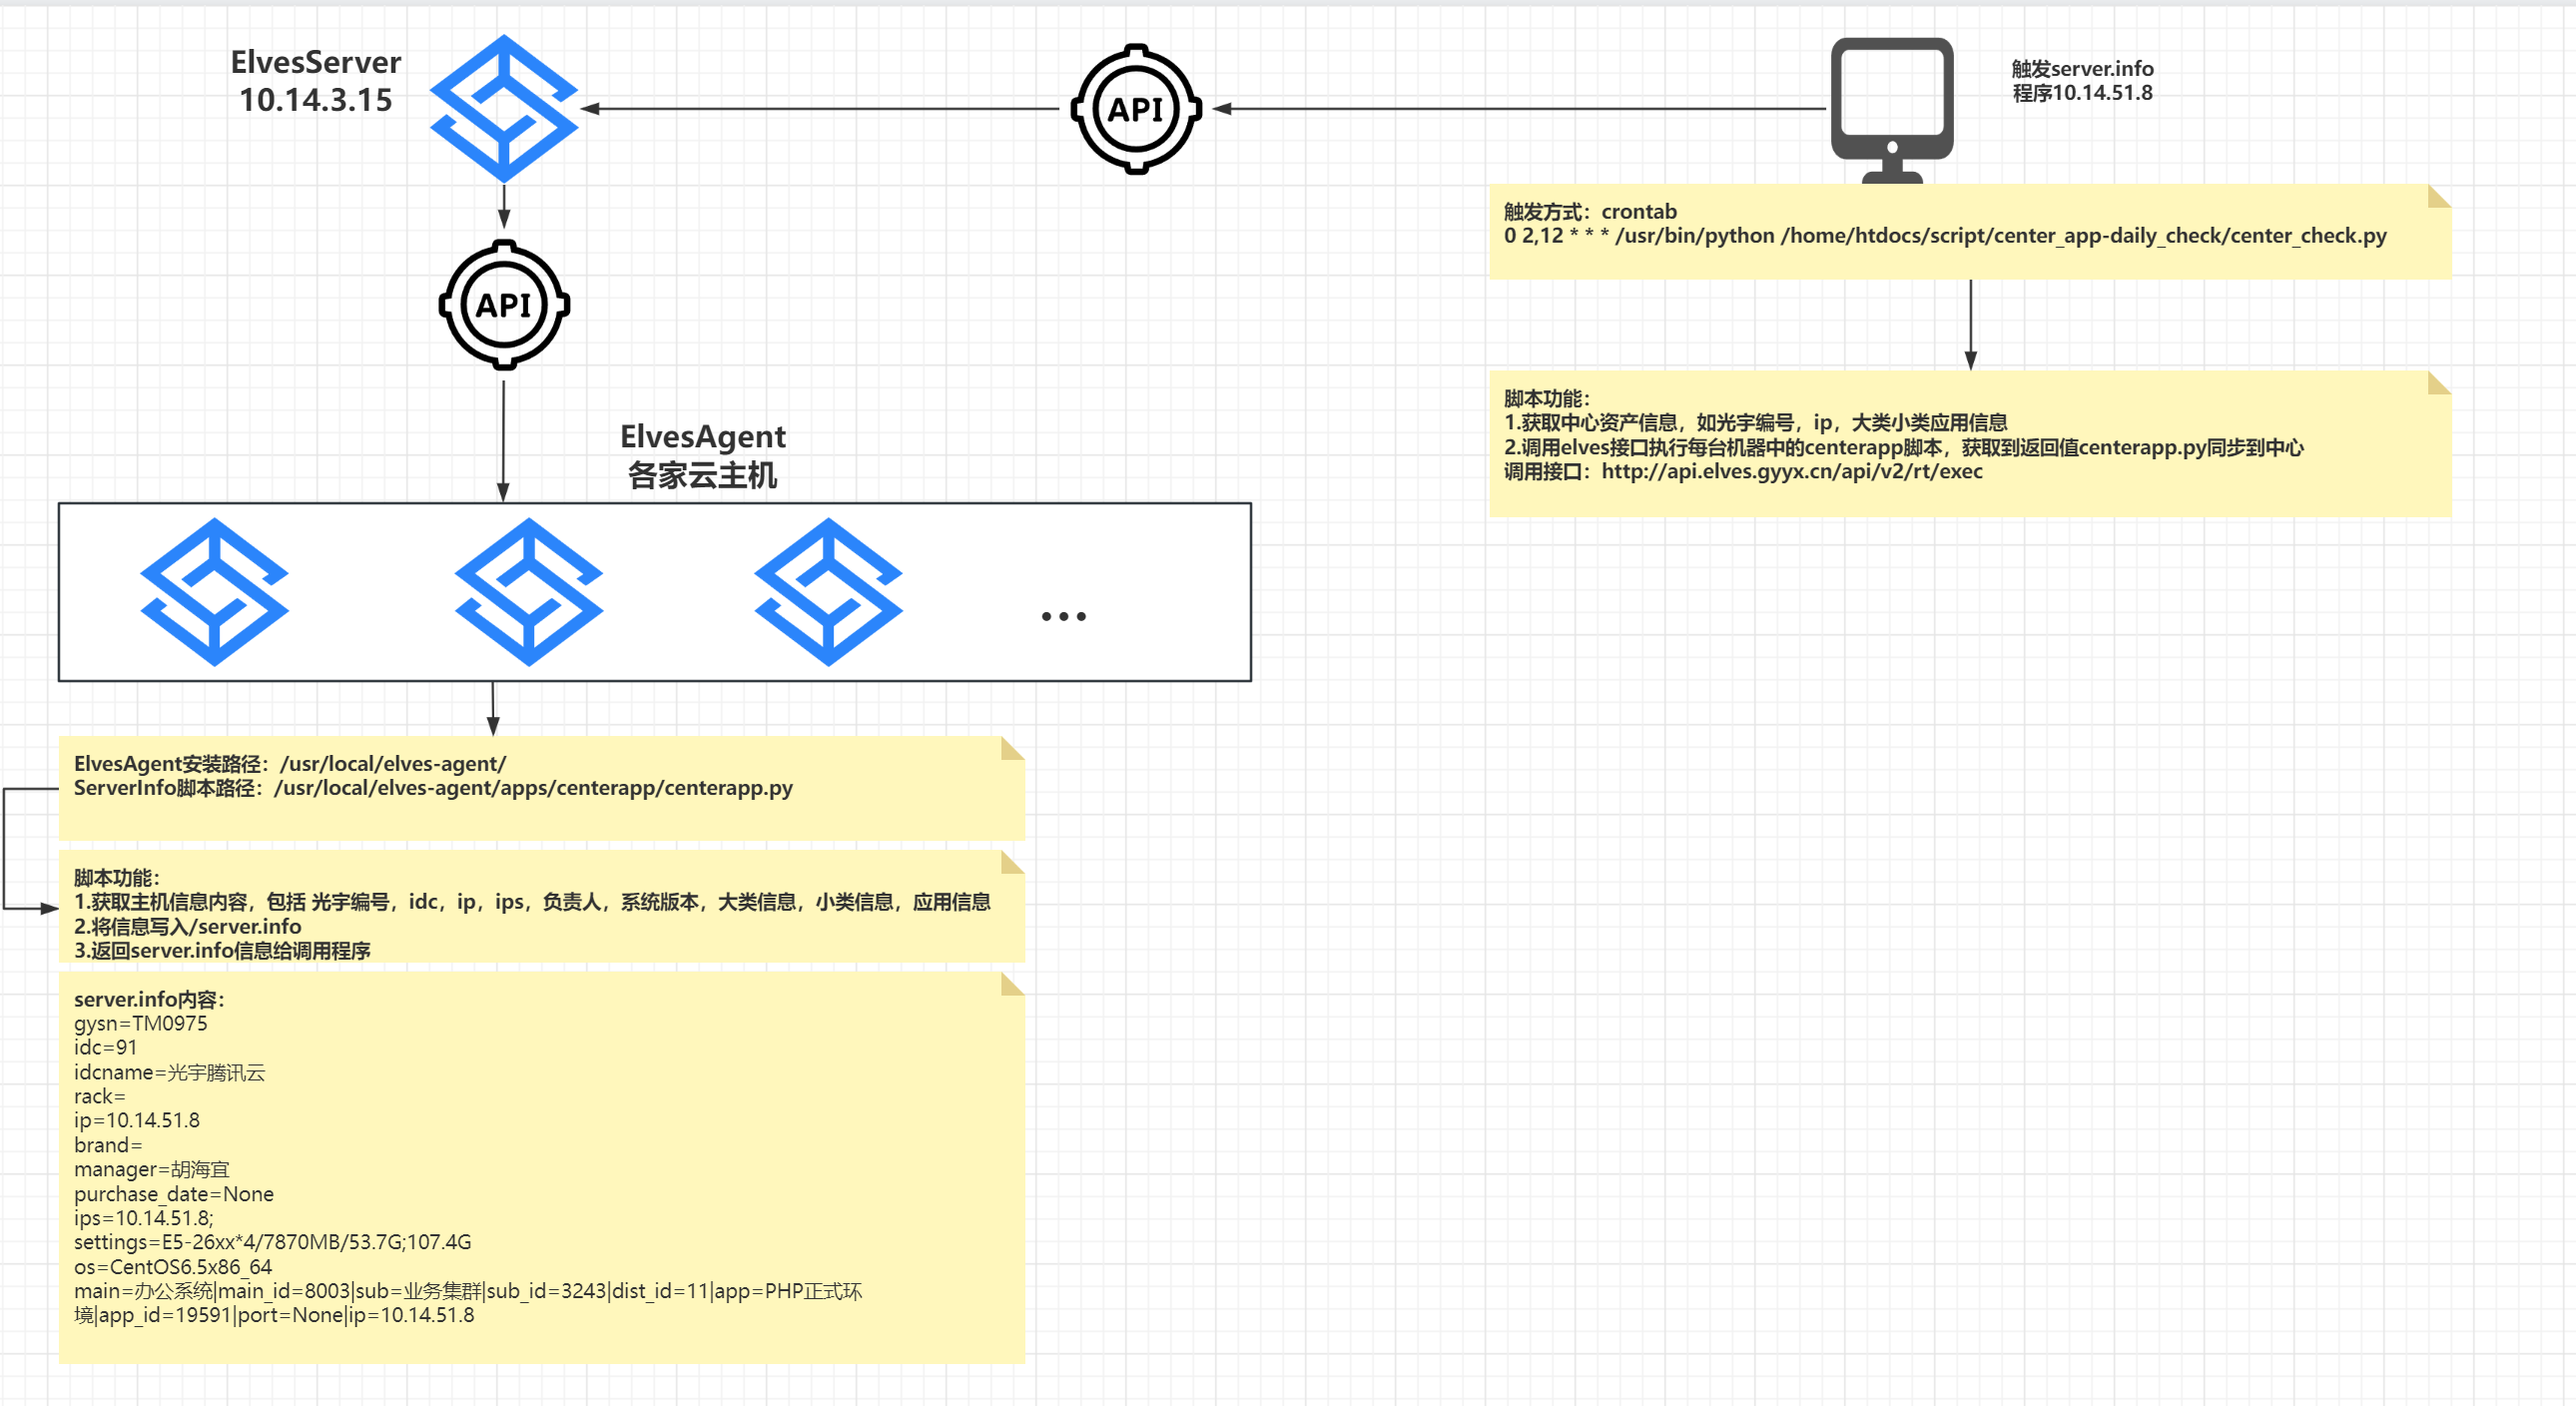 ElvesServer
10.14.3.15
API
触发server.info
程序10.14.51.8
触发方式：crontab
0 2,12 * * * /usr/bin/python /home/htdocs/script/center_app-daily_check/center_check.py
API
脚本功能：
1.获取中心资产信息，如光宇编号，ip，大类小类应用信息
2.调用elves接口执行每台机器中的centerapp脚本，获取到返回值centerapp.py同步到中心
调用接口：http://api.elves.gyyx.cn/api/v2/rt/exec
ElvesAgent
各家云主机
...
ElvesAgent安装路径：/usr/local/elves-agent/
ServerInfo脚本路径：/usr/local/elves-agent/apps/centerapp/centerapp.py
脚本功能：
1.获取主机信息内容，包括 光宇编号，idc，ip，ips，负责人，系统版本，大类信息，小类信息，应用信息
2.将信息写入/server.info
3.返回server.info信息给调用程序
server.info内容：
gysn=TM0975
idc=91
idcname=光宇腾讯云
rack=
ip=10.14.51.8
brand=
manager=胡海宜
purchase_date=None
ips=10.14.51.8;
settings=E5-26xx*4/7870MB/53.7G;107.4G
os=CentOS6.5x86_64
main=办公系统|main_id=8003|sub=业务集群|sub_id=3243|dist_id=11|app=PHP正式环
境|app_id=19591|port=None|ip=10.14.51.8